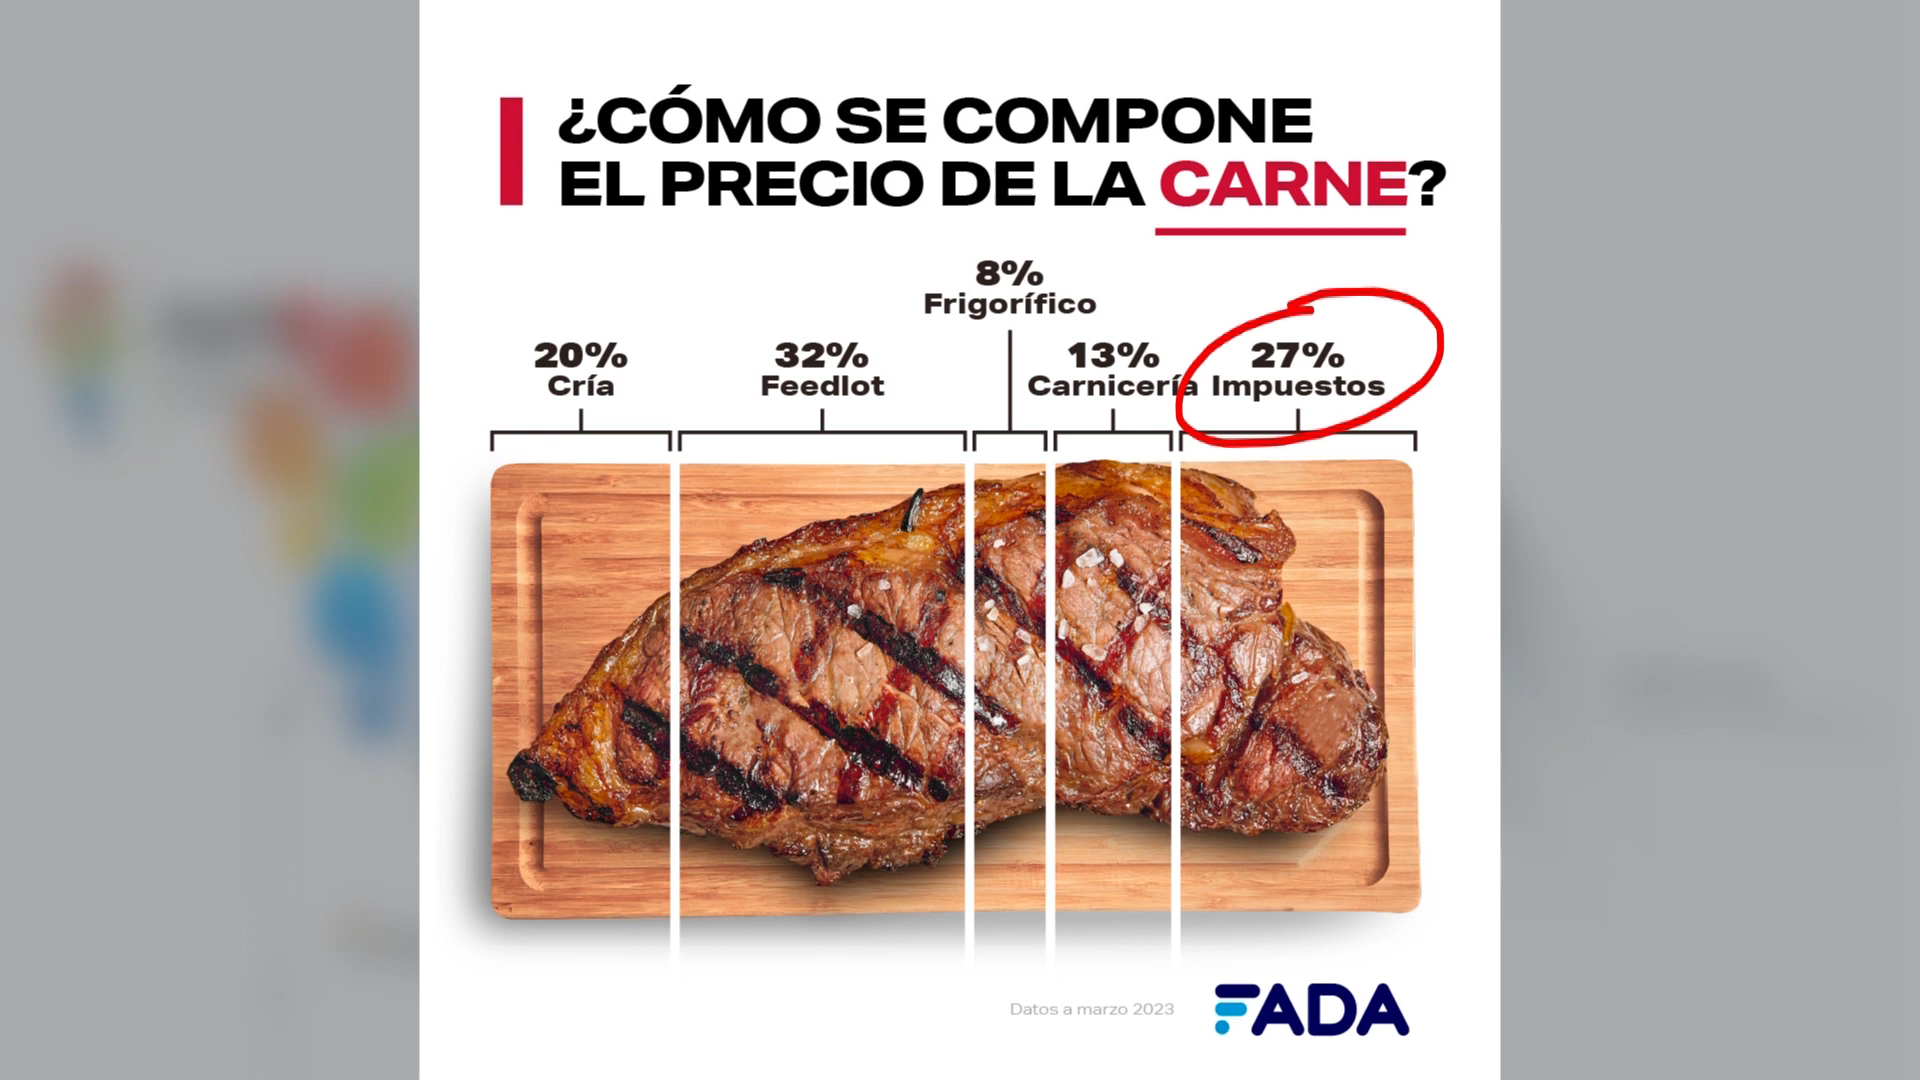 ¿CÓMO SE COMPONE
EL PRECIO DE LA CARNE?
8%
Frigorífico
20%
Cría
32%
Feedlot
13%
Carnicería
27%
Impuestos
Datos a marzo 2023
FADA